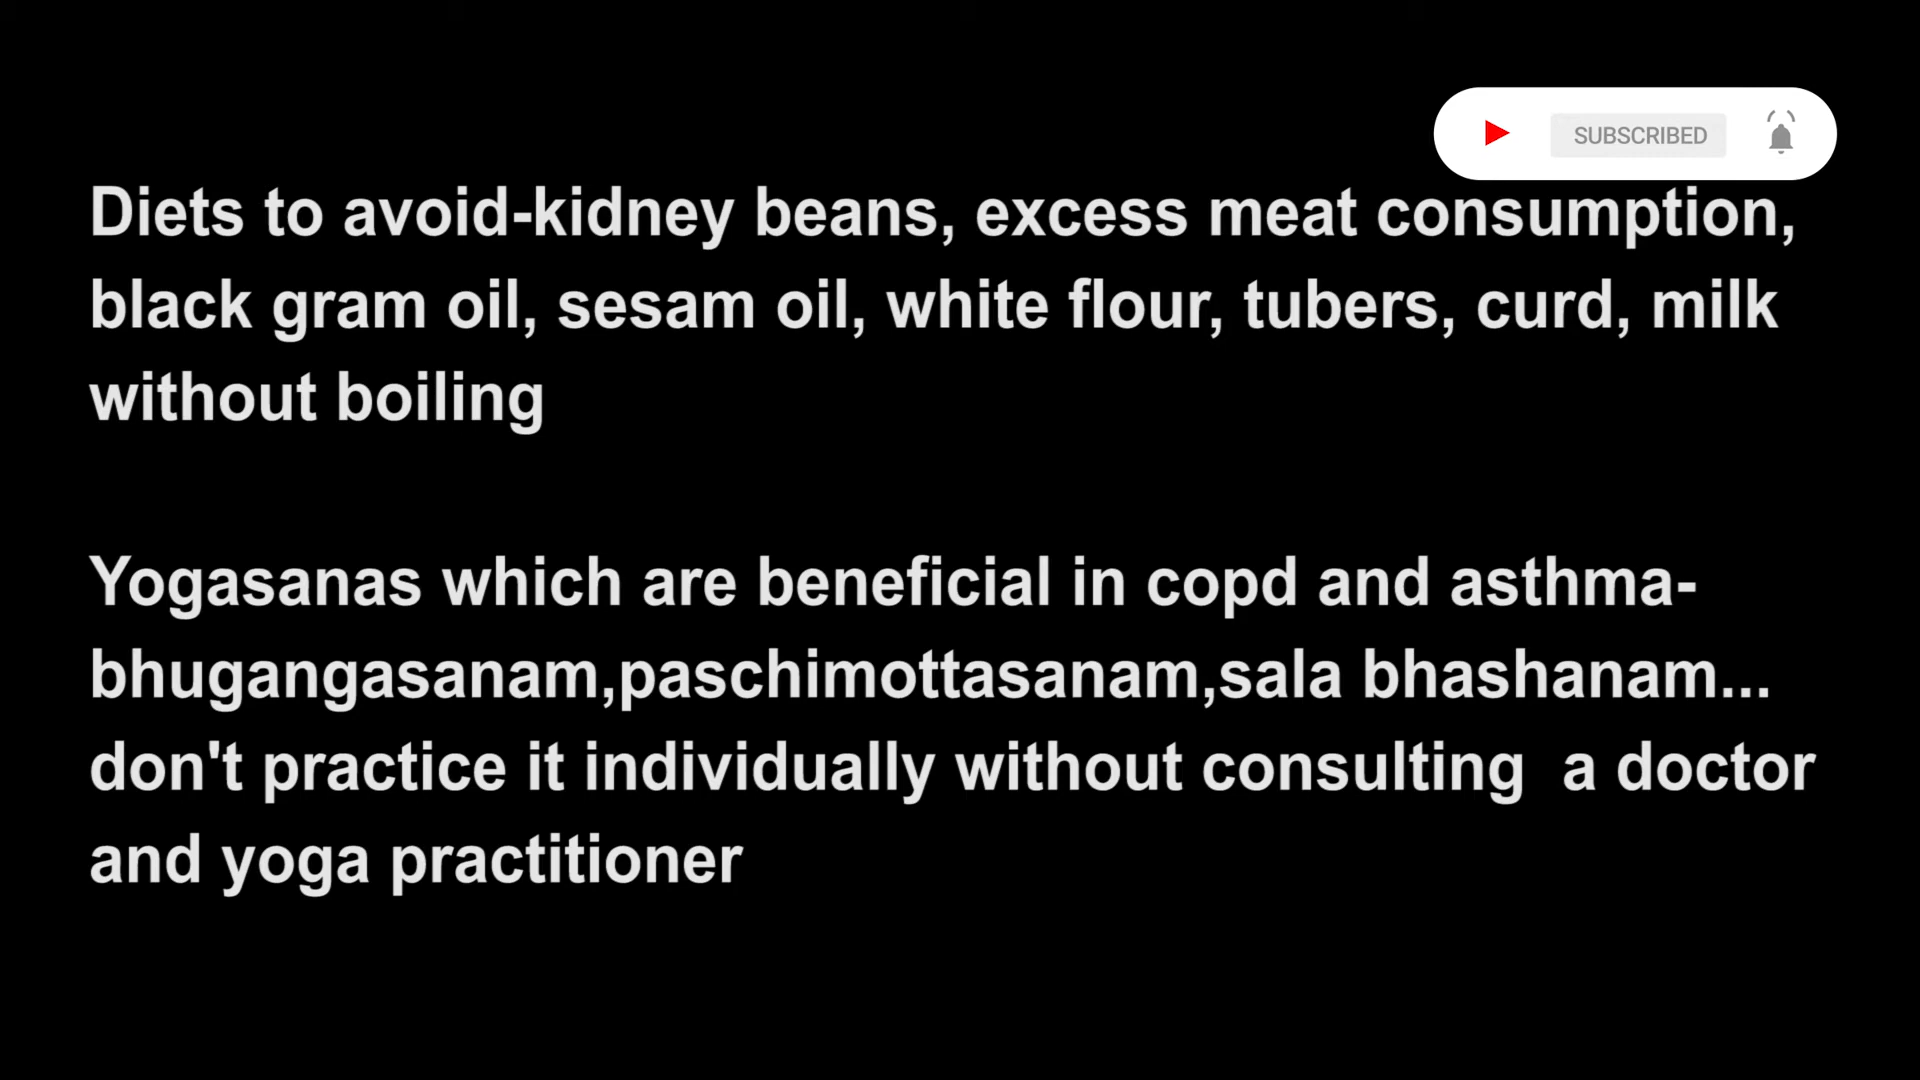 SUBSCRIBED
Diets to avoid-kidney beans, excess meat consumption,
black gram oil, sesam oil, white flour, tubers, curd, milk
without boiling
Yogasanas which are beneficial in copd and asthma-
bhugangasanam,paschimottasanam,sala bhashanam...
don't practice it individually without consulting  a doctor
and yoga practitioner